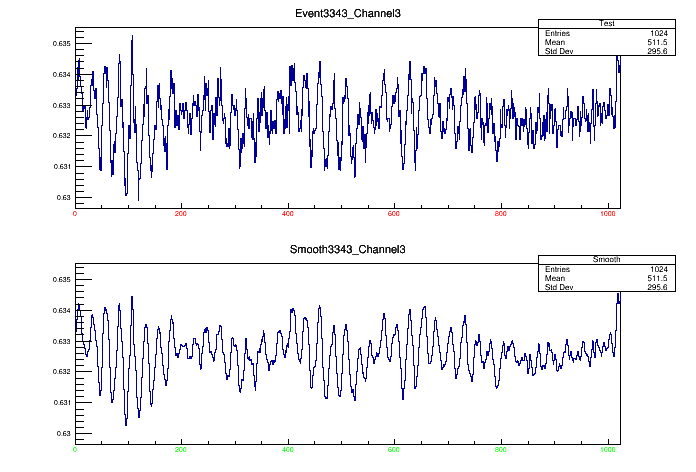 Event3343_Channel3
Test
Entries 1024
Mean 511.5
Std Dev 295.6
0.635
0.634
0.633
0.632
0.631
0.63
0 200 400 600 800 1000
Smooth3343_Channel3
Smooth
Entries 1024
Mean 511.5
Std Dev 295.6
0.635
0.634
0.633
0.632
0.631
0.63
0 200 400 600 800 1000